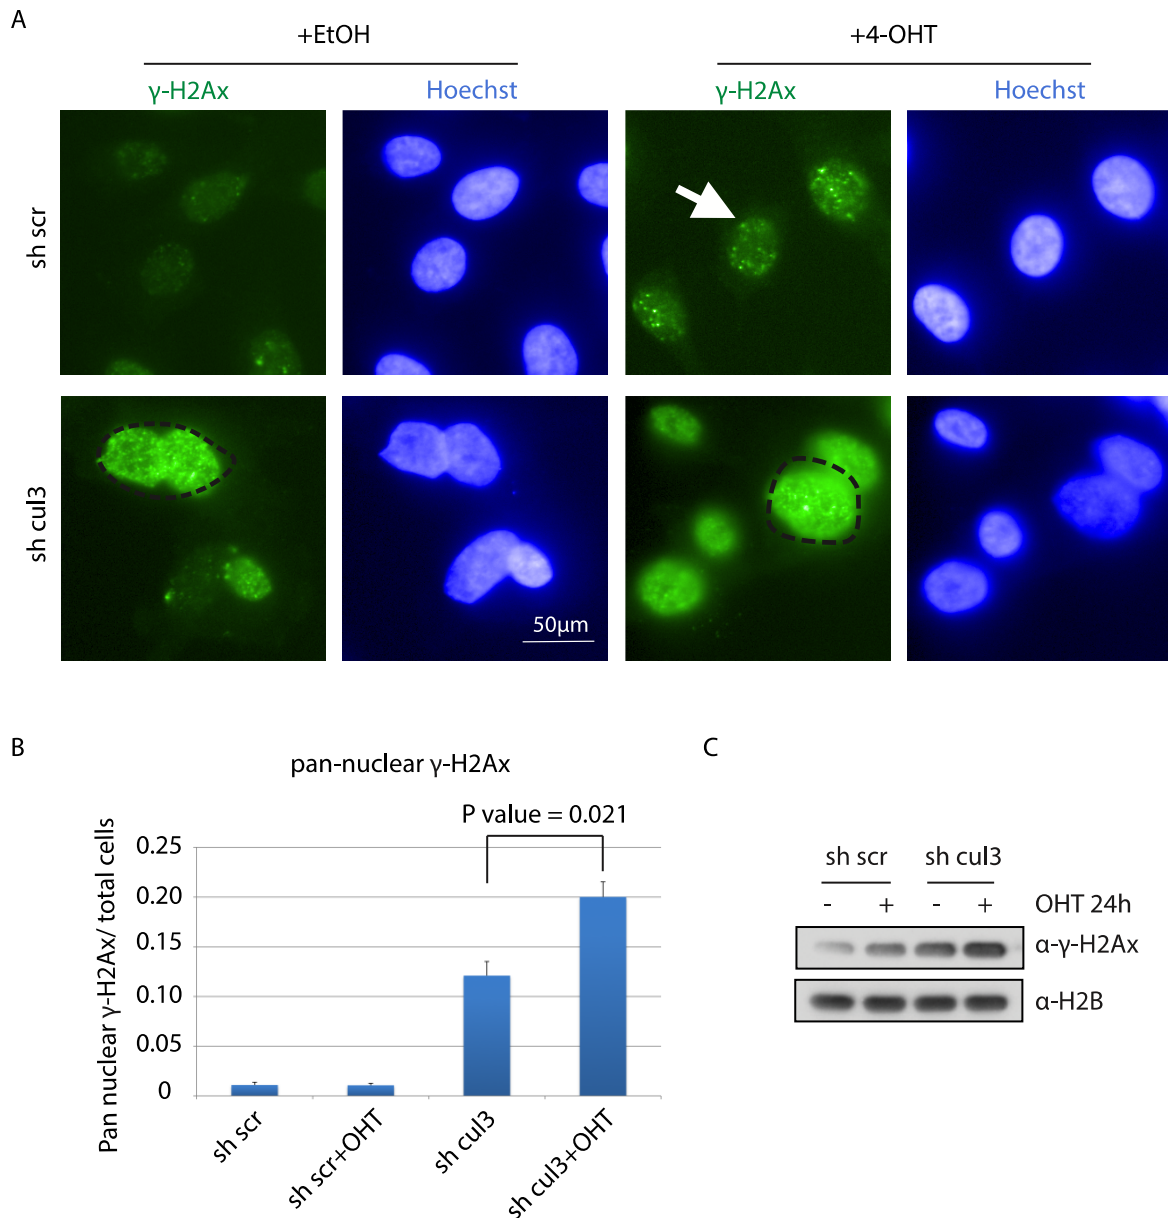 A
+EtOH
+4-OHT
γ-H2Ax
Hoechst
γ-H2Ax
Hoechst
sh scr
sh cul3
50μm
B
pan-nuclear γ-H2Ax
P value = 0.021
Pan nuclear γ-H2Ax/ total cells
0.25
0.20
0.15
0.10
0.05
0
sh scr
sh scr+OHT
sh cul3
sh cul3+OHT
C
sh scr
sh cul3
- + - + OHT 24h
α-γ-H2Ax
α-H2B